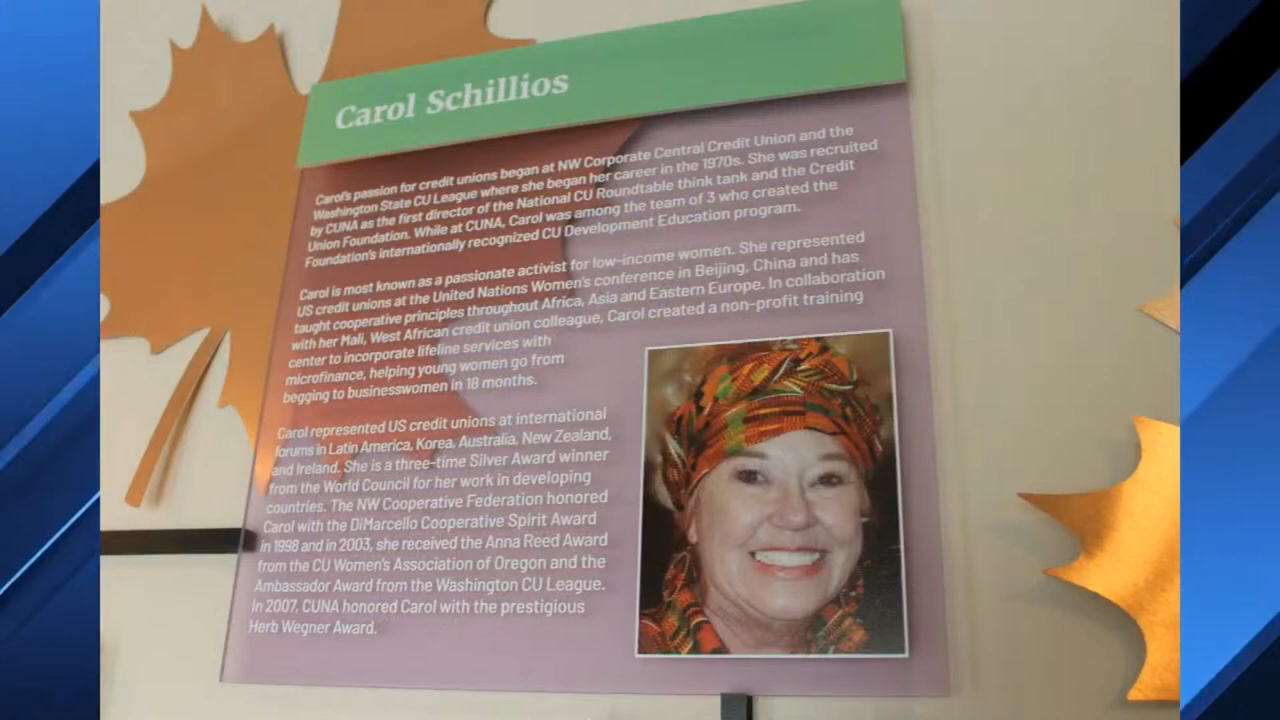 Carol Schillios
Carol's passion for credit unions began at NW Corporate Central Credit Union and the
Washington State CU League where she began her career in the 1970s. She was recruited
by CUNA as the first director of the National CU Roundtable think tank and the Credit
Union Foundation. While at CUNA, Carol was among the team of 3 who created the
Foundation's internationally recognized CU Development Education program.
Carol is most known as a passionate activist for low-income women. She represented
US credit unions at the United Nations Women's conference in Beijing, China and has
taught cooperative principles throughout Africa, Asia and Eastern Europe. In collaboration
with her Mali, West African credit union colleague, Carol created a non-profit training
center to incorporate lifeline services with
microfinance, helping young women go from
begging to businesswomen in 18 months.
Carol represented US credit unions at international
forums in Latin America, Korea, Australia, New Zealand,
and Ireland. She is a three-time Silver Award winner
from the World Council for her work in developing
countries. The NW Cooperative Federation honored
Carol with the DiMarcello Cooperative Spirit Award
in 1998 and in 2003, she received the Anna Reed Award
from the CU Women's Association of Oregon and the
Ambassador Award from the Washington CU League.
In 2007, CUNA honored Carol with the prestigious
Herb Wegner Award.